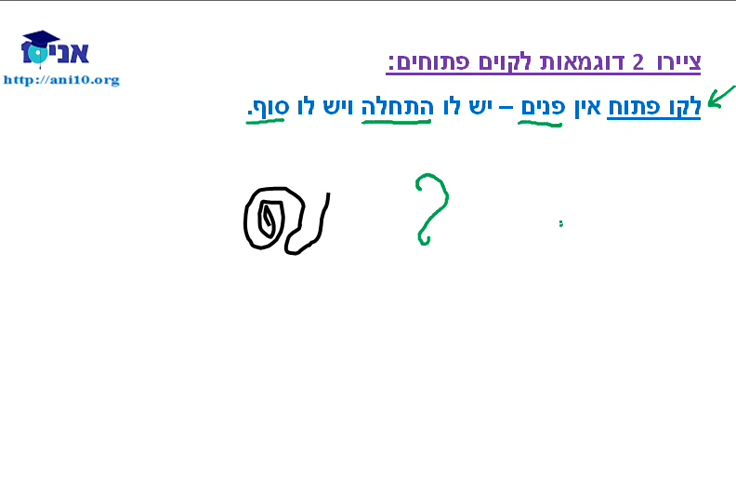 אני10
http://ani10.org
ציירו 2 דוגמאות לקוים פתוחים:
לקו פתוח אין פנים – יש לו התחלה ויש לו סוף.